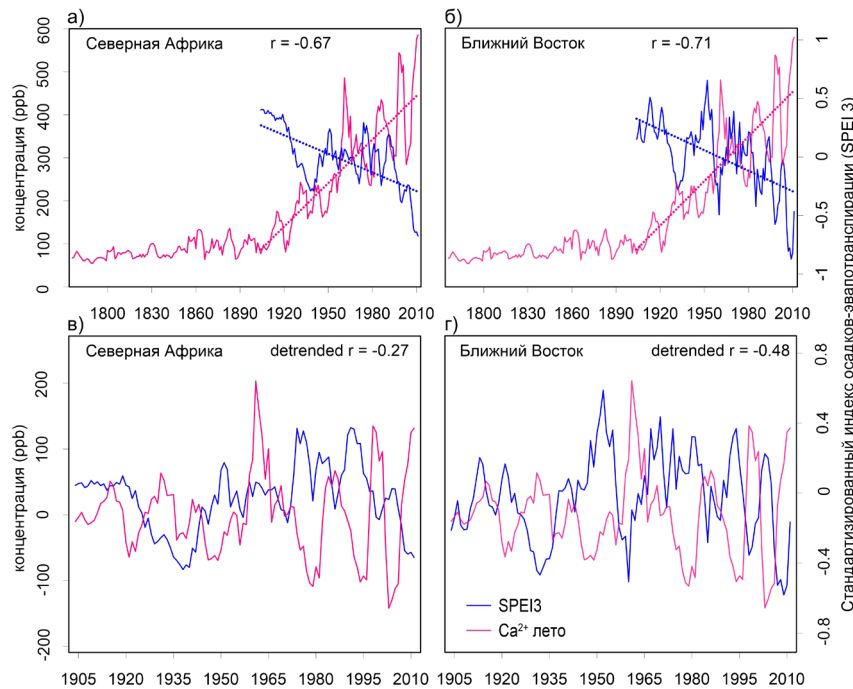 а)
Северная Африка r = -0.67
б)
Ближний Восток r = -0.71
концентрация (ppb)
600
500
400
300
200
100
0
1
0.5
0
-0.5
-1
1800 1830 1860 1890 1920 1950 1980 2010
1800 1830 1860 1890 1920 1950 1980 2010
в)
Северная Африка detrended r = -0.27
г)
Ближний Восток detrended r = -0.48
концентрация (ppb)
200
100
0
-100
-200
0.8
0.4
0
-0.4
-0.8
SPEI3
Ca²⁺ лето
1905 1920 1935 1950 1965 1980 1995 2010
1905 1920 1935 1950 1965 1980 1995 2010
Стандартизированный индекс осадков-эвапотранспирации (SPEI 3)